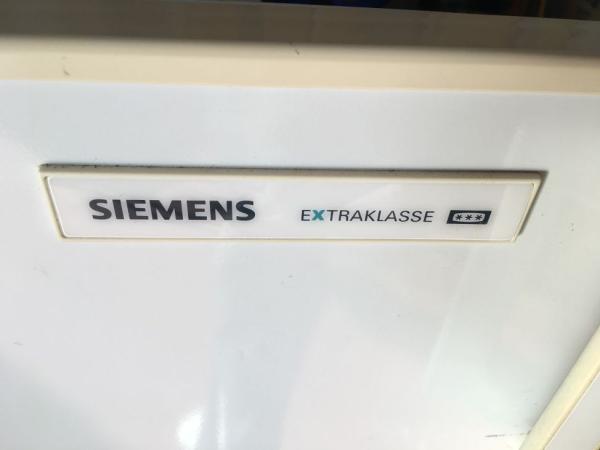 SIEMENS EXTRAKLASSE ***